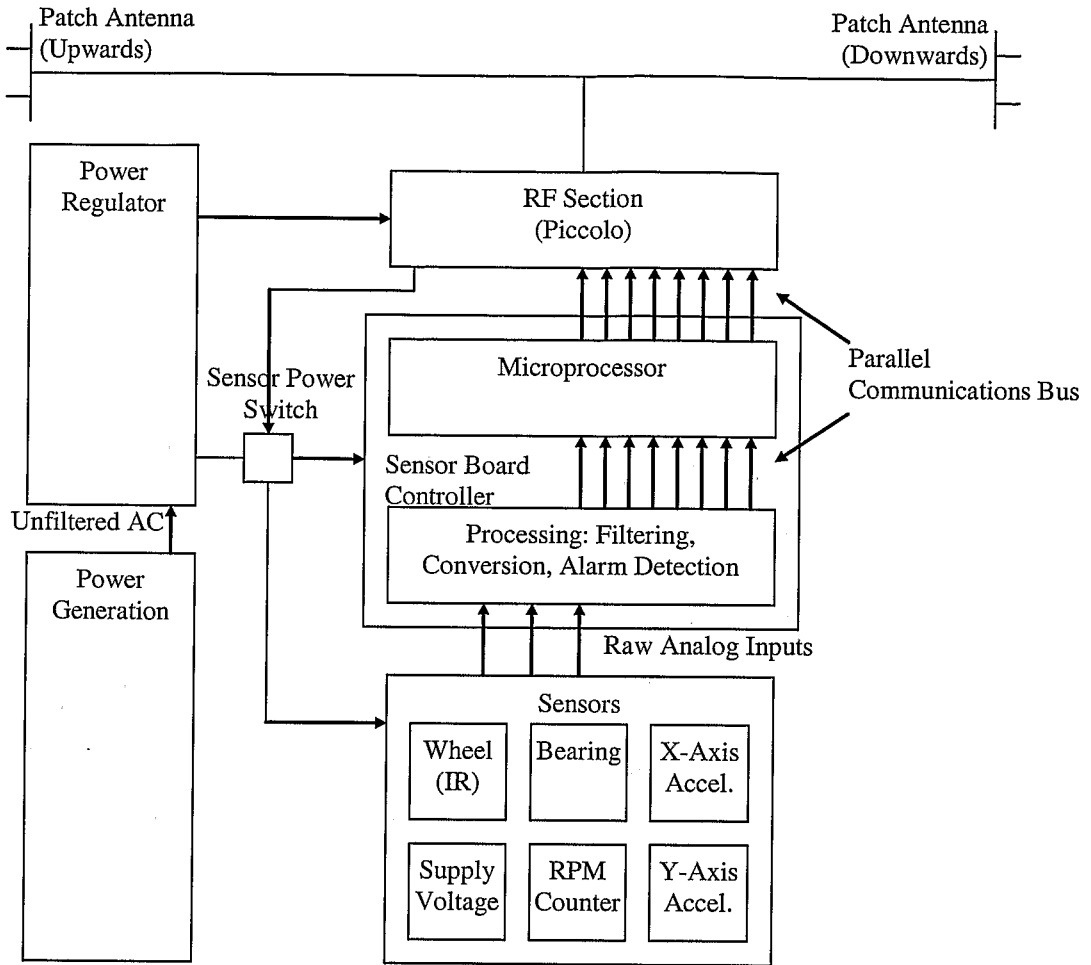 Patch Antenna
(Upwards)
Patch Antenna
(Downwards)
Power
Regulator
RF Section
(Piccolo)
Parallel
Communications Bus
Microprocessor
Sensor Power
Switch
Sensor Board
Controller
Unfiltered AC
Processing: Filtering,
Conversion, Alarm Detection
Power
Generation
Raw Analog Inputs
Sensors
Wheel
(IR)
Bearing
X-Axis
Accel.
Supply
Voltage
RPM
Counter
Y-Axis
Accel.